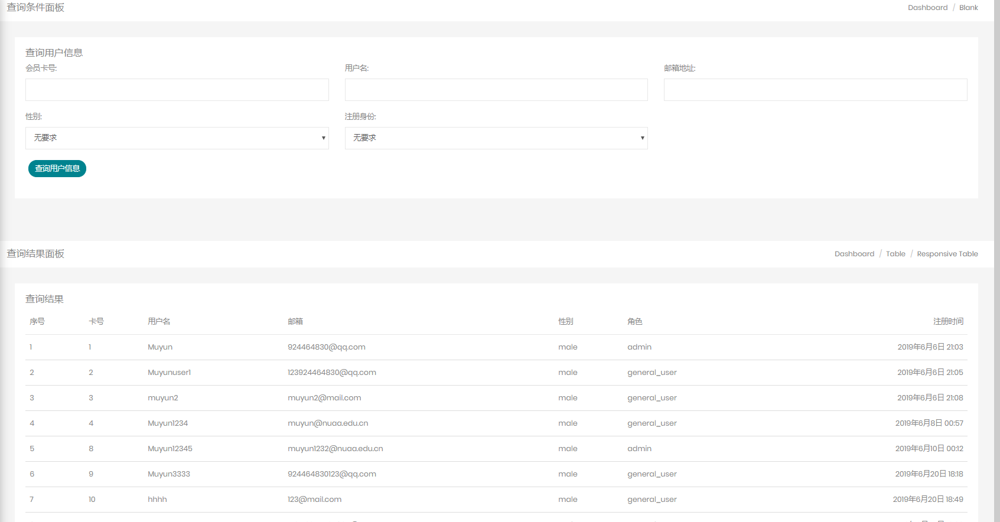 查询条件面板 Dashboard / Blank
查询用户信息
会员卡号: 用户名: 邮箱地址:
性别: 注册身份:
无要求 无要求
查询用户信息
查询结果面板 Dashboard / Table / Responsive Table
查询结果
序号 卡号 用户名 邮箱 性别 角色 注册时间
1 1 Muyun 924464830@qq.com male admin 2019年6月6日 21:03
2 2 Muyunuser1 123924464830@qq.com male general_user 2019年6月6日 21:05
3 3 muyun2 muyun2@mail.com male general_user 2019年6月6日 21:08
4 4 Muyun1234 muyun@nuaa.edu.cn male general_user 2019年6月8日 00:57
5 8 Muyun12345 muyun1232@nuaa.edu.cn male admin 2019年6月10日 00:12
6 9 Muyun3333 924464830123@qq.com male general_user 2019年6月20日 18:18
7 10 hhhh 123@mail.com male general_user 2019年6月20日 18:49